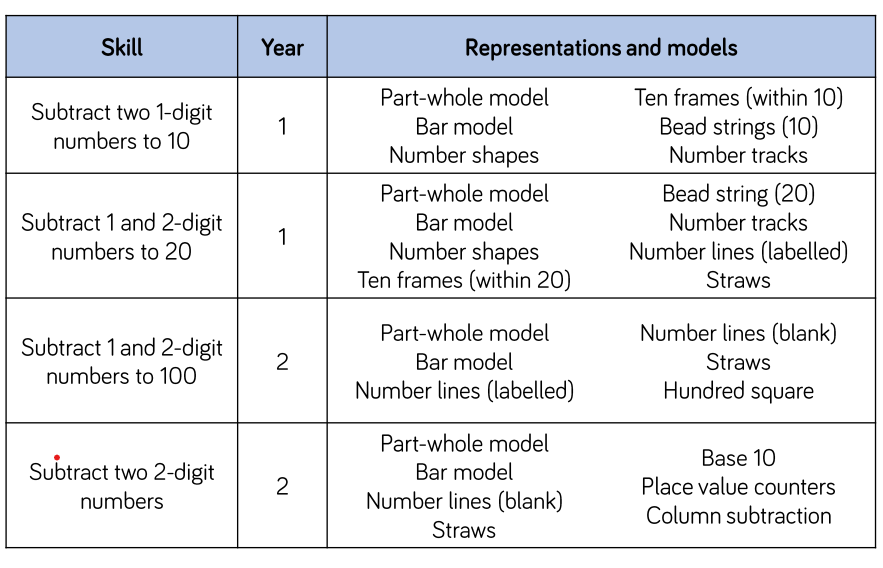 Skill
Year
Representations and models
Subtract two 1-digit
numbers to 10
1
Part-whole model
Bar model
Number shapes
Ten frames (within 10)
Bead strings (10)
Number tracks
Subtract 1 and 2-digit
numbers to 20
1
Part-whole model
Bar model
Number shapes
Ten frames (within 20)
Bead string (20)
Number tracks
Number lines (labelled)
Straws
Subtract 1 and 2-digit
numbers to 100
2
Part-whole model
Bar model
Number lines (labelled)
Number lines (blank)
Straws
Hundred square
Subtract two 2-digit
numbers
2
Part-whole model
Bar model
Number lines (blank)
Straws
Base 10
Place value counters
Column subtraction